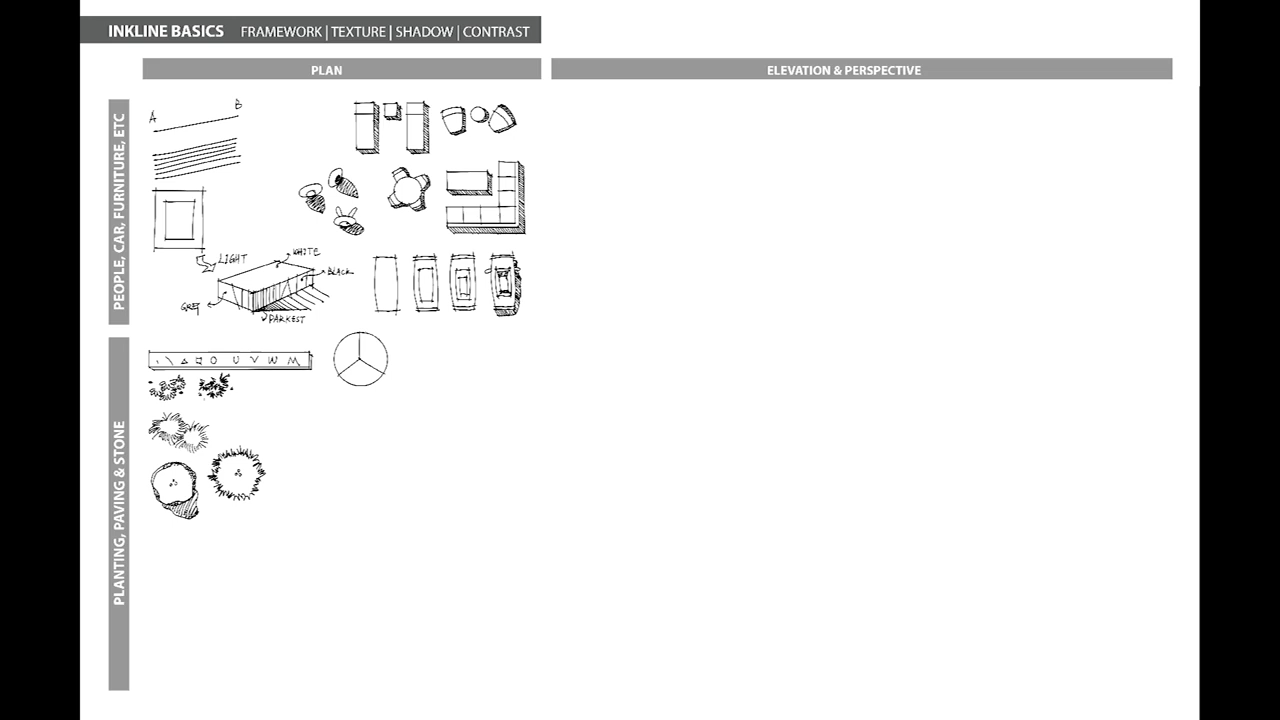 INKLINE BASICS FRAMEWORK | TEXTURE | SHADOW | CONTRAST
PLAN
ELEVATION & PERSPECTIVE
PEOPLE, CAR, FURNITURE, ETC
A B
LIGHT
WHITE
BLACK
GREY
DARKEST
U V W M
PLANTING, PAVING & STONE